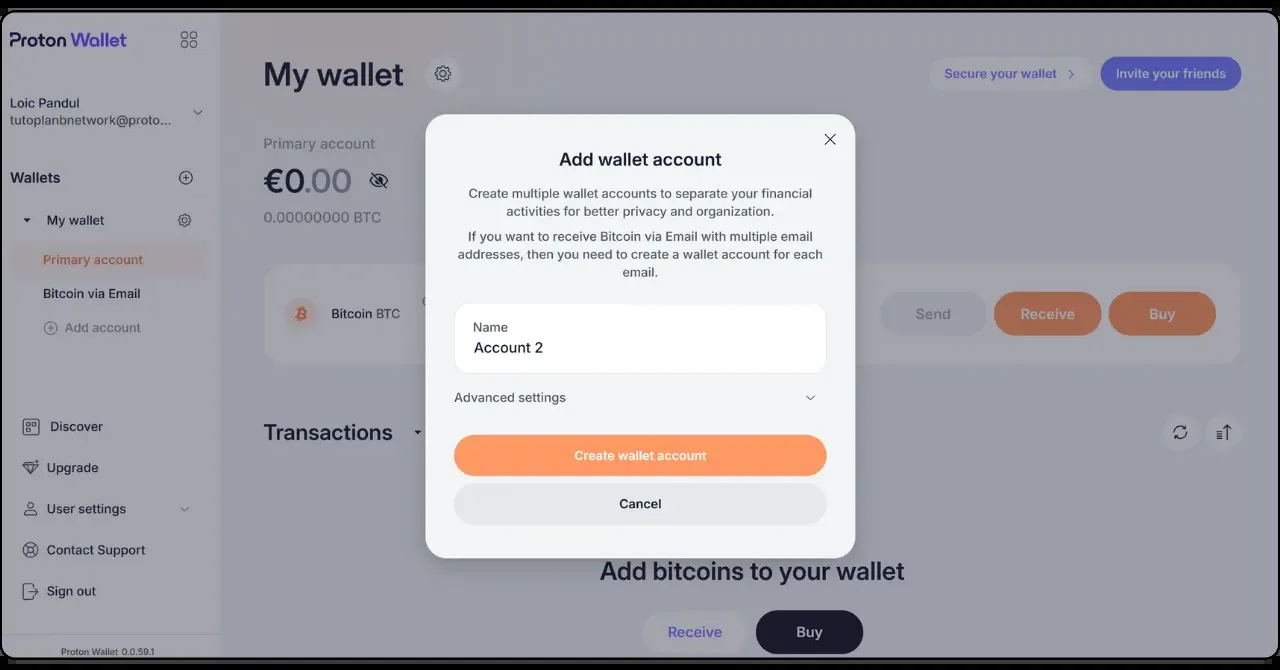 Proton Wallet
Loic Pandul
tutoplanbnetwork@proto...
Wallets
My wallet
Primary account
Bitcoin via Email
Add account
Discover
Upgrade
User settings
Contact Support
Sign out
Proton Wallet 0.0.59.1
My wallet
Secure your wallet
Invite your friends
Primary account
€0.00
0.00000000 BTC
Bitcoin BTC
Send
Receive
Buy
Transactions
Add wallet account
Create multiple wallet accounts to separate your financial
activities for better privacy and organization.
If you want to receive Bitcoin via Email with multiple email
addresses, then you need to create a wallet account for each
email.
Name
Account 2
Advanced settings
Create wallet account
Cancel
Add bitcoins to your wallet
Receive
Buy